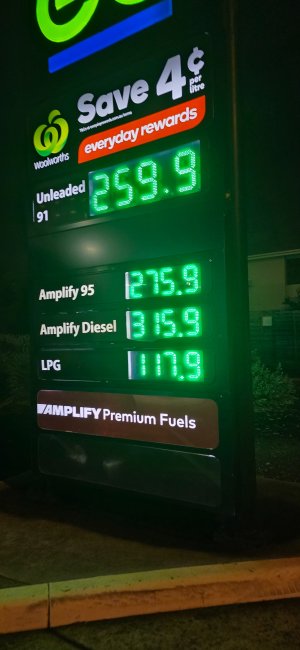 Save 4¢ per litre
Woolworths
everyday rewards
Unleaded 91 259.9
Amplify 95 275.9
Amplify Diesel 315.9
LPG 117.9
AMPLIFY Premium Fuels